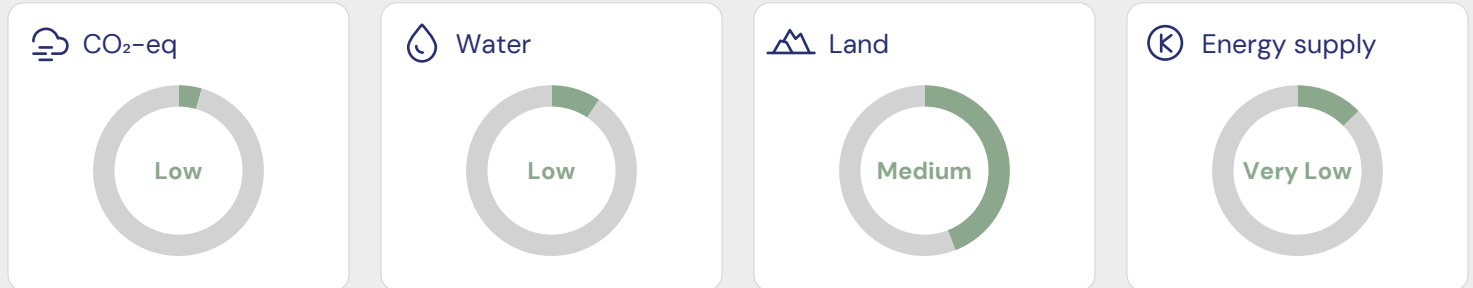 CO₂-eq
Low
Water
Low
Land
Medium
Energy supply
Very Low